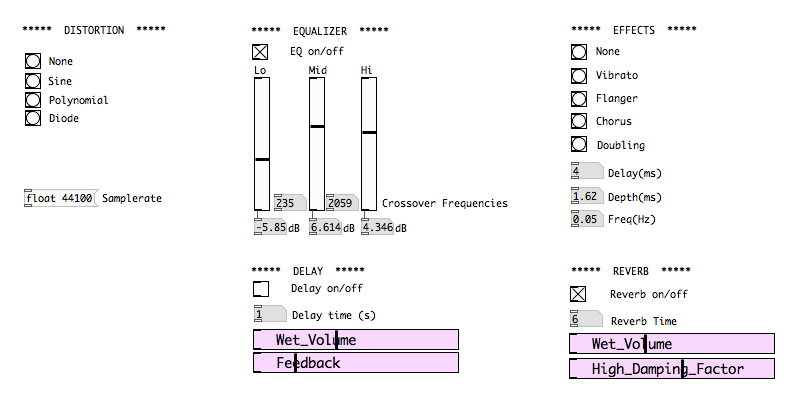 ***** DISTORTION *****
None
Sine
Polynomial
Diode
float 44100 Samplerate
***** EQUALIZER *****
EQ on/off
Lo Mid Hi
235 2059 Crossover Frequencies
-5.85 dB 6.614 dB 4.346 dB
***** DELAY *****
Delay on/off
1 Delay time (s)
Wet_Volume
Feedback
***** EFFECTS *****
None
Vibrato
Flanger
Chorus
Doubling
4 Delay(ms)
1.62 Depth(ms)
0.05 Freq(Hz)
***** REVERB *****
Reverb on/off
6 Reverb Time
Wet_Volume
High_Damping_Factor